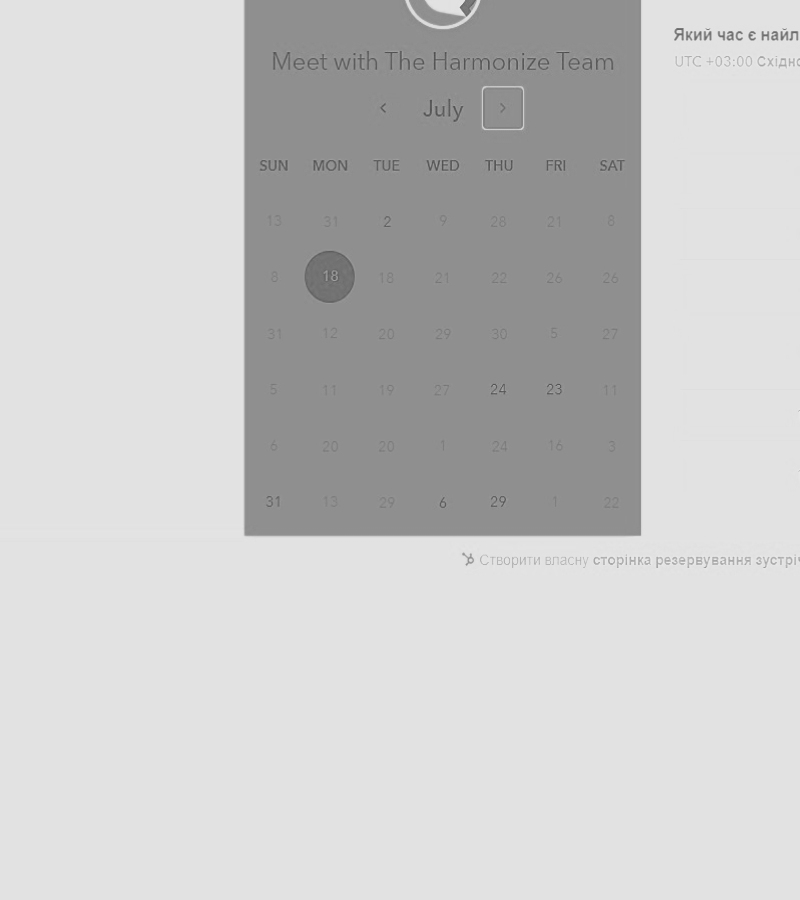 Який час є
UTC +03:00
Meet with The Harmonize Team
July
SUN MON TUE WED THU FRI SAT
13 31 2 9 28 21 8
8 18 18 21 22 26 26
31 12 20 29 30 5 27
5 11 19 27 24 23 11
6 20 20 1 24 16 3
31 13 29 6 29 1 22
Створити власну сторінка резервування